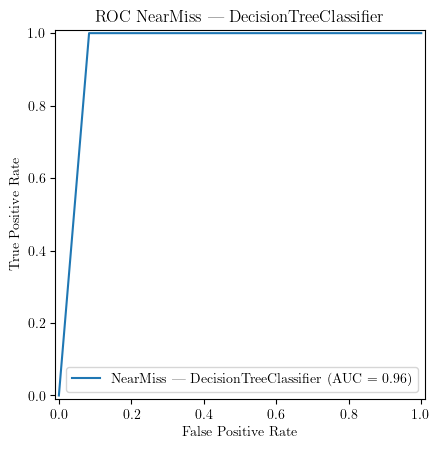 ROC NearMiss — DecisionTreeClassifier
1.0
0.8
0.6
0.4
0.2
0.0
True Positive Rate
NearMiss — DecisionTreeClassifier (AUC = 0.96)
0.0 0.2 0.4 0.6 0.8 1.0
False Positive Rate